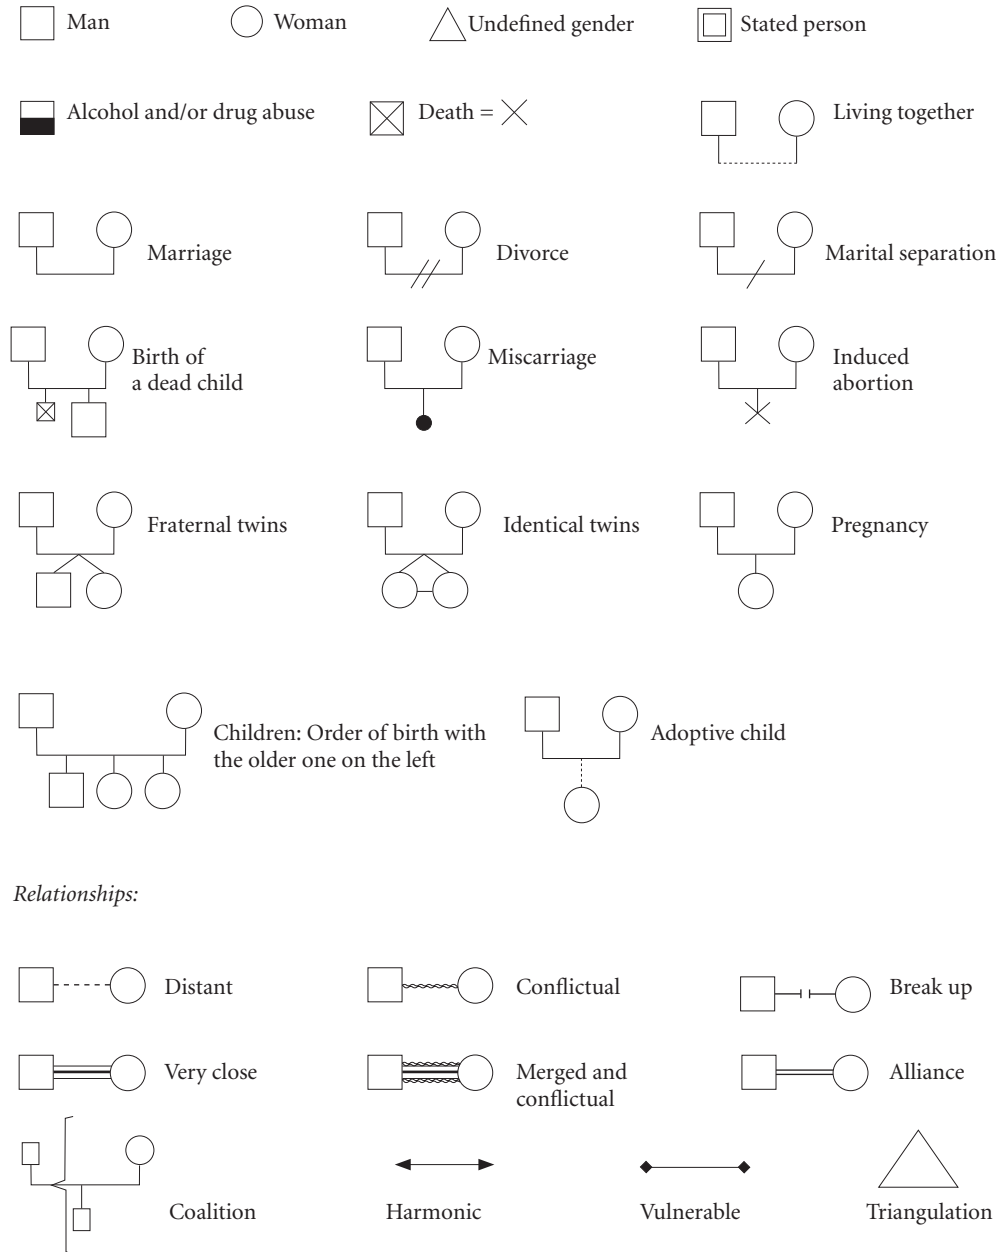 Man
Woman
Undefined gender
Stated person
Alcohol and/or drug abuse
Death =
Living together
Marriage
Divorce
Marital separation
Birth of
a dead child
Miscarriage
Induced
abortion
Fraternal twins
Identical twins
Pregnancy
Children: Order of birth with
the older one on the left
Adoptive child
Relationships:
Distant
Conflictual
Break up
Very close
Merged and
conflictual
Alliance
Coalition
Harmonic
Vulnerable
Triangulation